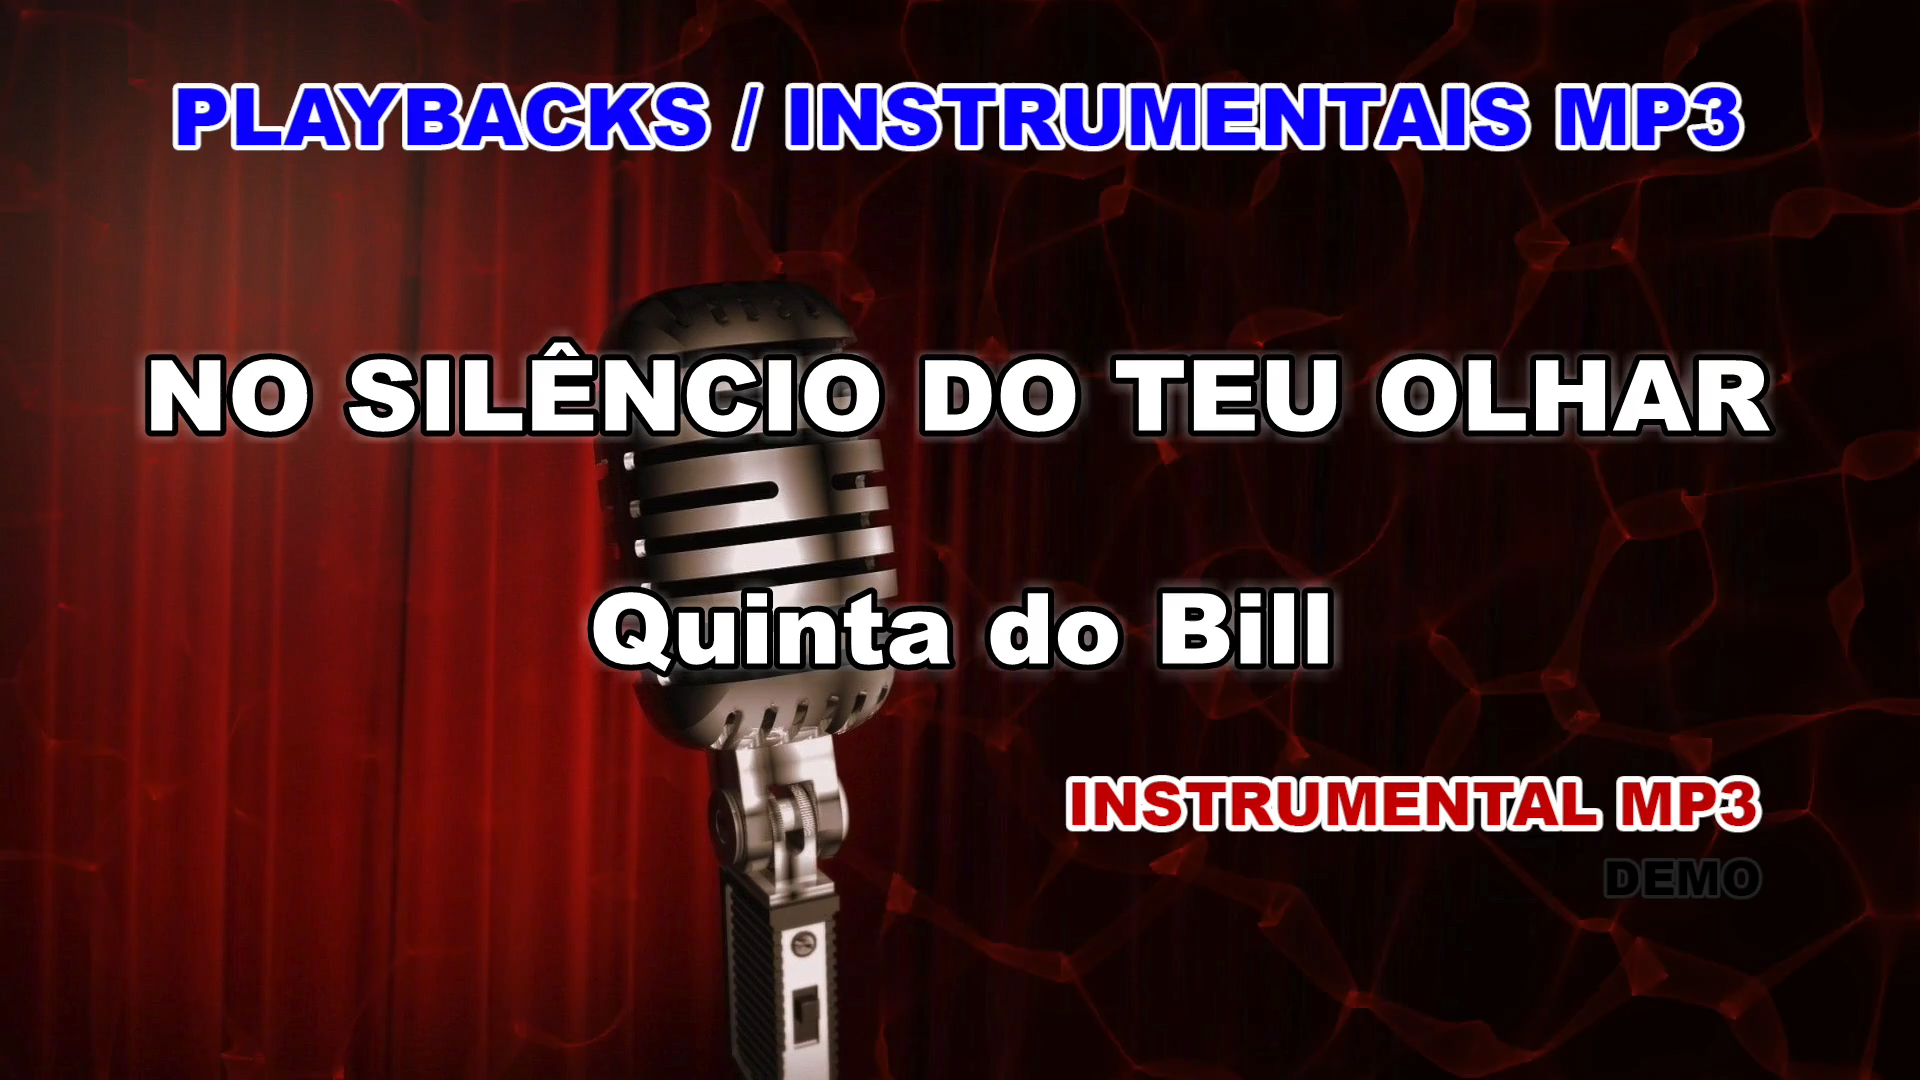 PLAYBACKS / INSTRUMENTAIS MP3
NO SILÊNCIO DO TEU OLHAR
Quinta do Bill
INSTRUMENTAL MP3
DEMO